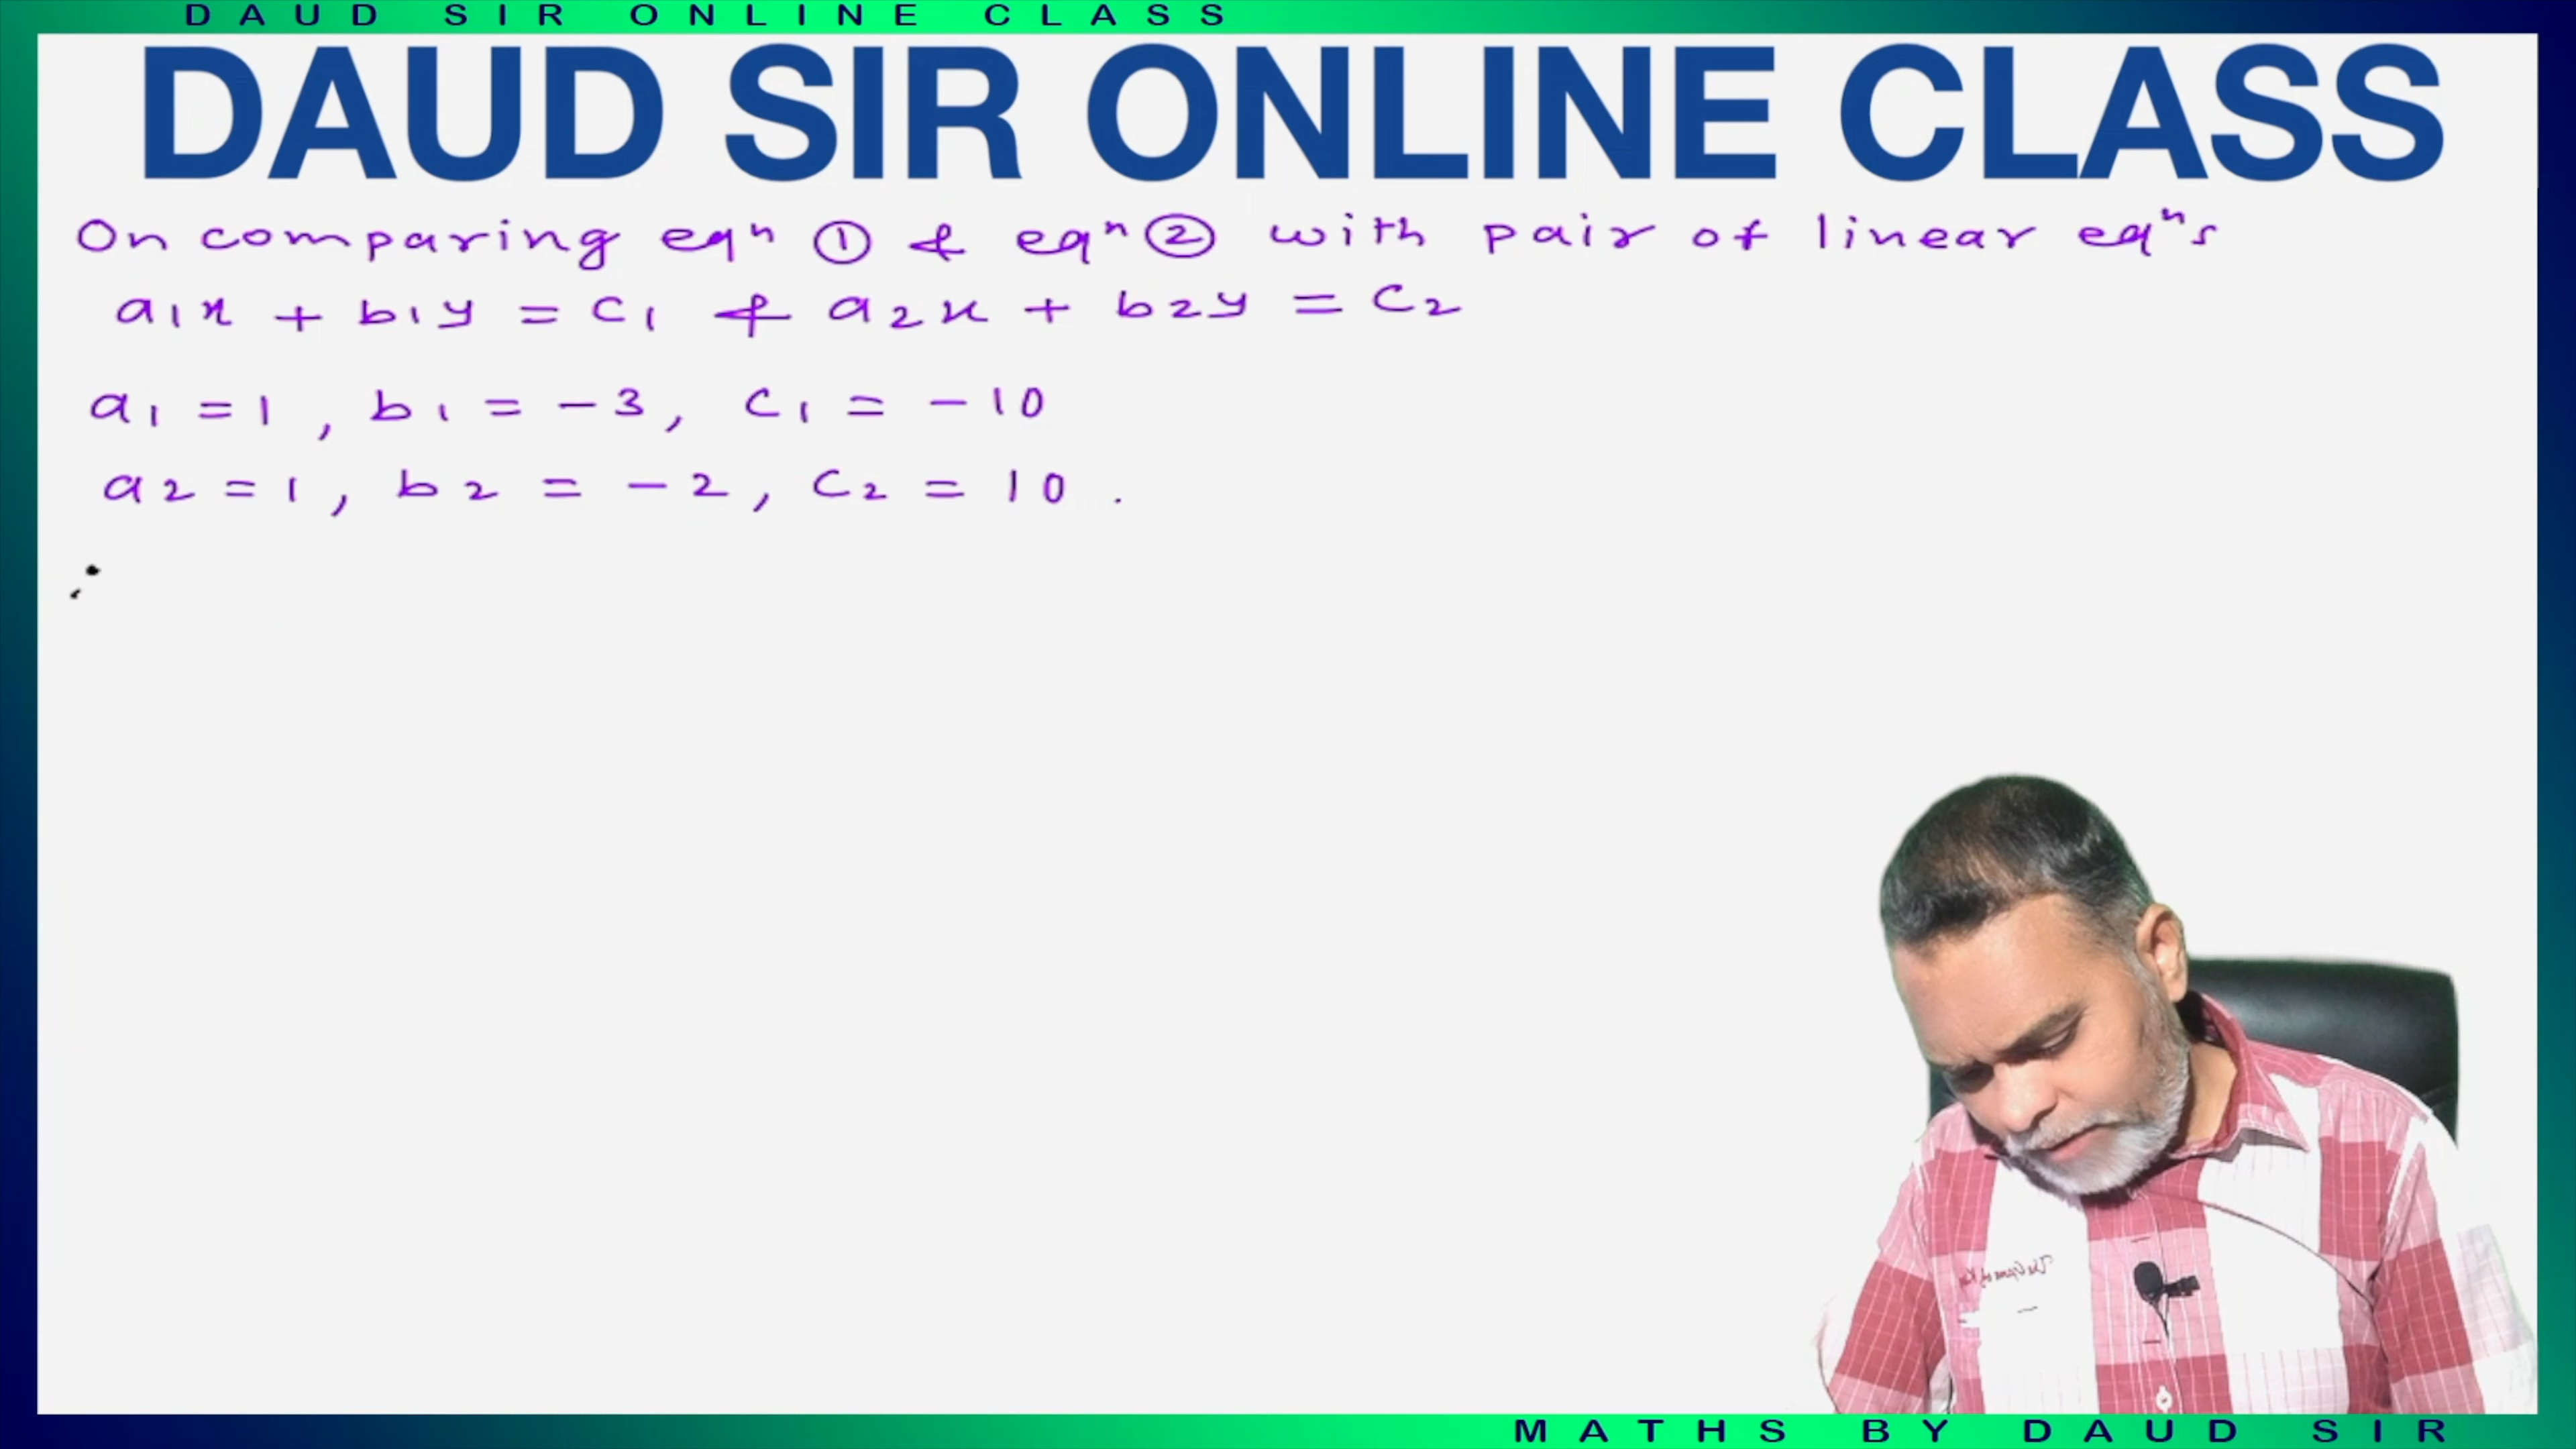 DAUD SIR ONLINE CLASS
DAUD SIR ONLINE CLASS
On comparing eqⁿ ① & eqⁿ ② with pair of linear eqⁿs
a₁x + b₁y = c₁ & a₂x + b₂y = c₂
a₁ = 1, b₁ = -3, c₁ = -10
a₂ = 1, b₂ = -2, c₂ = 10.
MATHS BY DAUD SIR